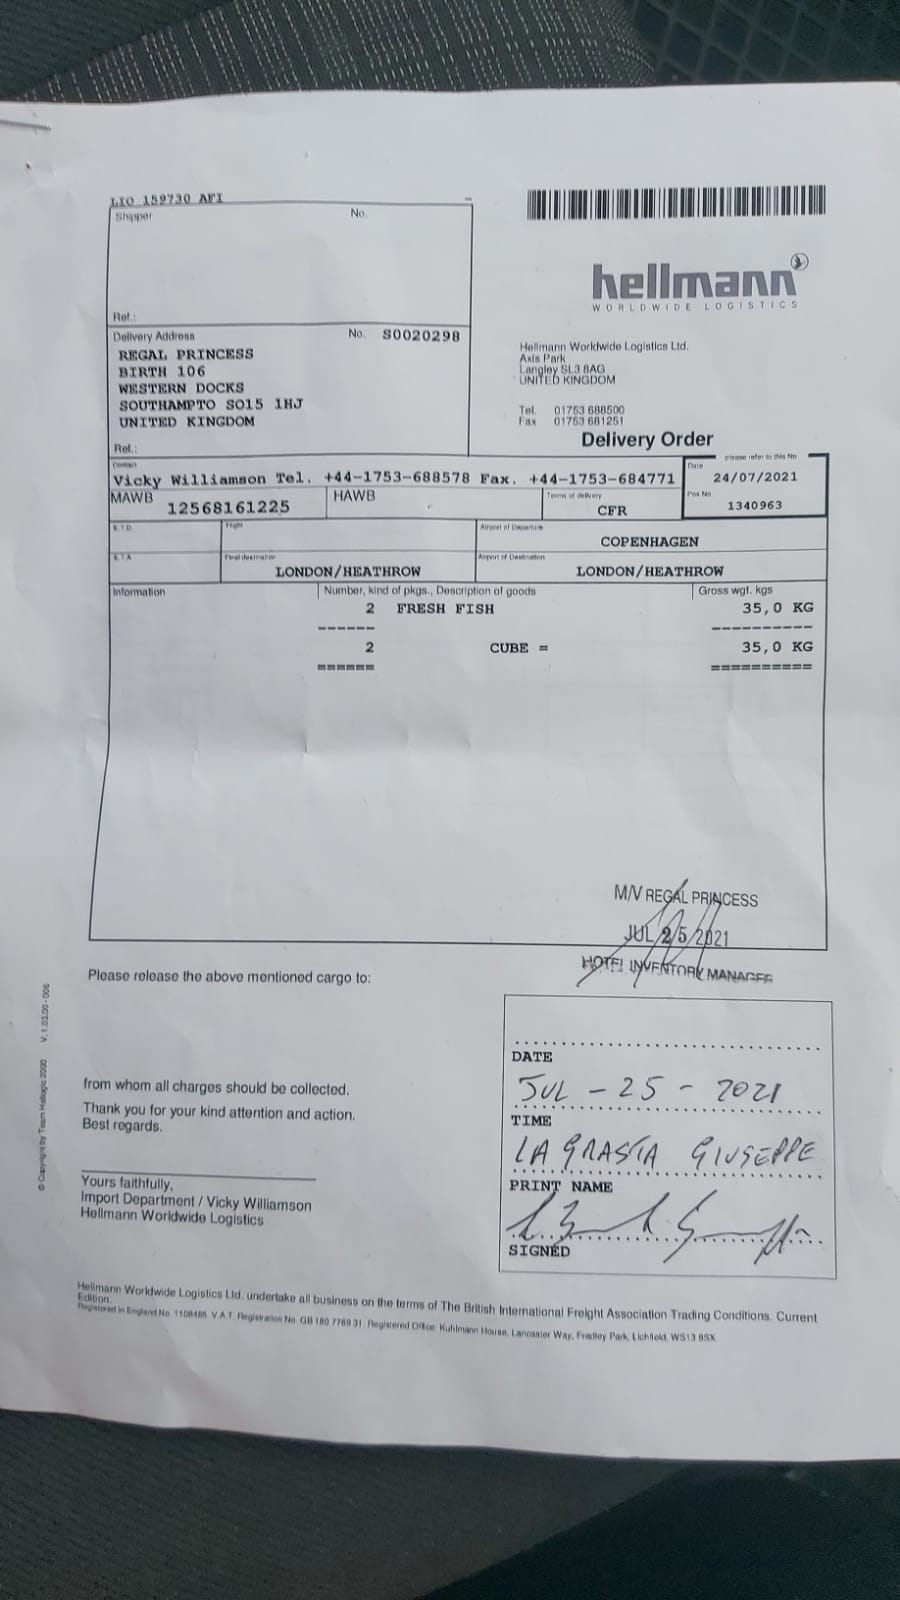 LIO 159730 AFI
Shipper No.
Ref.:
hellmann
WORLDWIDE LOGISTICS
Delivery Address No. S0020298
REGAL PRINCESS
BIRTH 106
WESTERN DOCKS
SOUTHAMPTO SO15 1HJ
UNITED KINGDOM
Ref.:
Hellmann Worldwide Logistics Ltd.
Axis Park
Langley SL3 8AG
UNITED KINGDOM
Tel. 01753 688500
Fax 01753 681251
Delivery Order
please refer to this No
Contact
Vicky Williamson Tel. +44-1753-688578 Fax. +44-1753-684771
Date
24/07/2021
MAWB 12568161225
HAWB
Terms of delivery
CFR
Pos No.
1340963
E.T.D. Flight Airport of Departure
COPENHAGEN
E.T.A Final destination Airport of Destination
LONDON/HEATHROW LONDON/HEATHROW
Information Number, kind of pkgs., Description of goods Gross wgt. kgs
2 FRESH FISH 35,0 KG
------ ----------
2 CUBE = 35,0 KG
====== ==========
M/V REGAL PRINCESS
JUL 25 2021
HOTEL INVENTORY MANAGER
Please release the above mentioned cargo to:
from whom all charges should be collected.
Thank you for your kind attention and action.
Best regards.
Yours faithfully,
Import Department / Vicky Williamson
Hellmann Worldwide Logistics
DATE
JUL - 25 - 2021
TIME
LA GRASTA GIUSEPPE
PRINT NAME
SIGNED
© Copyright by Team Hellogic 2000 V. 1.03.00 - 006
Hellmann Worldwide Logistics Ltd. undertake all business on the terms of The British International Freight Association Trading Conditions. Current
Edition.
Registered in England No. 1108485 V.A.T. Registration No. GB 180 7769 31. Registered Office: Kuhlmann House, Lancaster Way, Fradley Park, Lichfield, WS13 8SX